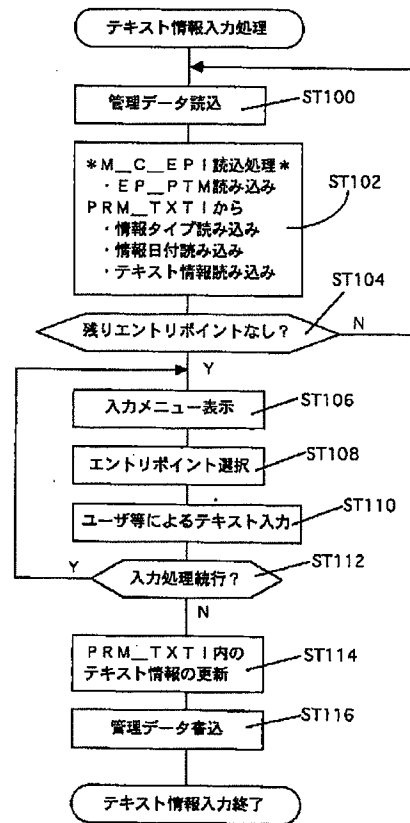 テキスト情報入力処理
管理データ読込
ST100
*M__C__EPI読込処理*
・EP__PTM読み込み
PRM__TXTIから
・情報タイプ読み込み
・情報日付読み込み
・テキスト情報読み込み
ST102
ST104
残りエントリポイントなし?
N
Y
入力メニュー表示
ST106
エントリポイント選択
ST108
ユーザ等によるテキスト入力
ST110
Y
入力処理続行?
ST112
N
PRM__TXTI内の
テキスト情報の更新
ST114
管理データ書込
ST116
テキスト情報入力終了